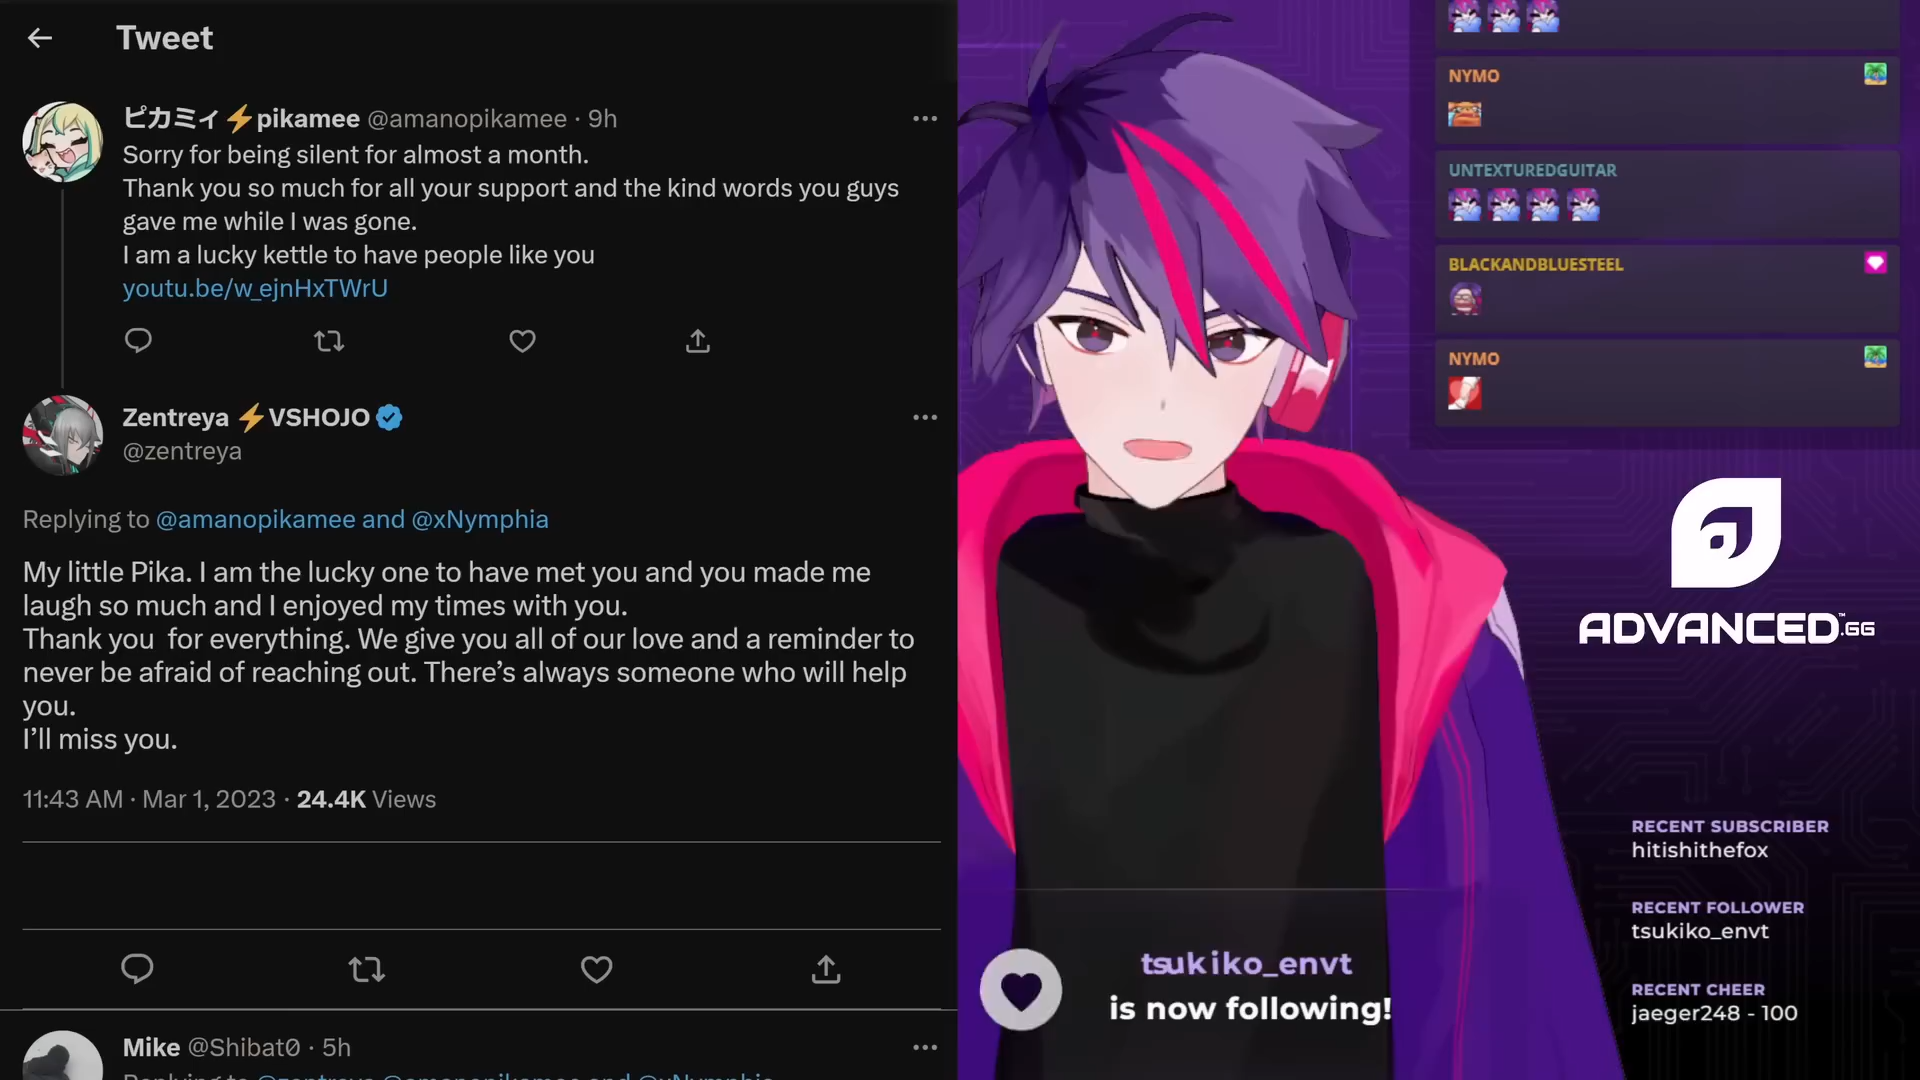 Tweet
ピカミィ⚡pikamee @amanopikamee · 9h
Sorry for being silent for almost a month.
Thank you so much for all your support and the kind words you guys
gave me while I was gone.
I am a lucky kettle to have people like you
youtu.be/w_ejnHxTWrU
Zentreya ⚡VSHOJO
@zentreya
Replying to @amanopikamee and @xNymphia
My little Pika. I am the lucky one to have met you and you made me
laugh so much and I enjoyed my times with you.
Thank you  for everything. We give you all of our love and a reminder to
never be afraid of reaching out. There’s always someone who will help
you.
I’ll miss you.
11:43 AM · Mar 1, 2023 · 24.4K Views
Mike @Shibat0 · 5h
Replying to @zentreya @amanopikamee and @xNymphia
NYMO
UNTEXTUREDGUITAR
BLACKANDBLUESTEEL
NYMO
ADVANCED™.GG
RECENT SUBSCRIBER
hitishithefox
RECENT FOLLOWER
tsukiko_envt
RECENT CHEER
jaeger248 - 100
tsukiko_envt
is now following!